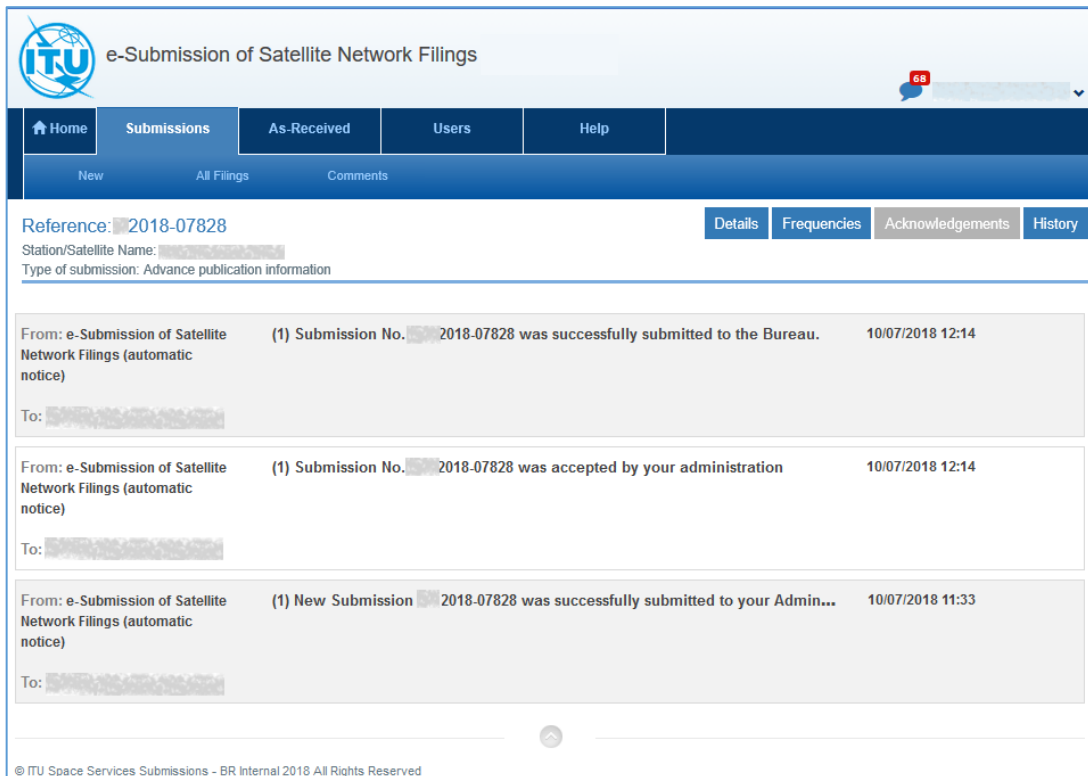 ITU
e-Submission of Satellite Network Filings
68
Home Submissions As-Received Users Help
New All Filings Comments
Reference: 2018-07828
Details Frequencies Acknowledgements History
Station/Satellite Name:
Type of submission: Advance publication information
From: e-Submission of Satellite (1) Submission No. 2018-07828 was successfully submitted to the Bureau. 10/07/2018 12:14
Network Filings (automatic
notice)
To:
From: e-Submission of Satellite (1) Submission No. 2018-07828 was accepted by your administration 10/07/2018 12:14
Network Filings (automatic
notice)
To:
From: e-Submission of Satellite (1) New Submission 2018-07828 was successfully submitted to your Admin... 10/07/2018 11:33
Network Filings (automatic
notice)
To:
© ITU Space Services Submissions - BR Internal 2018 All Rights Reserved